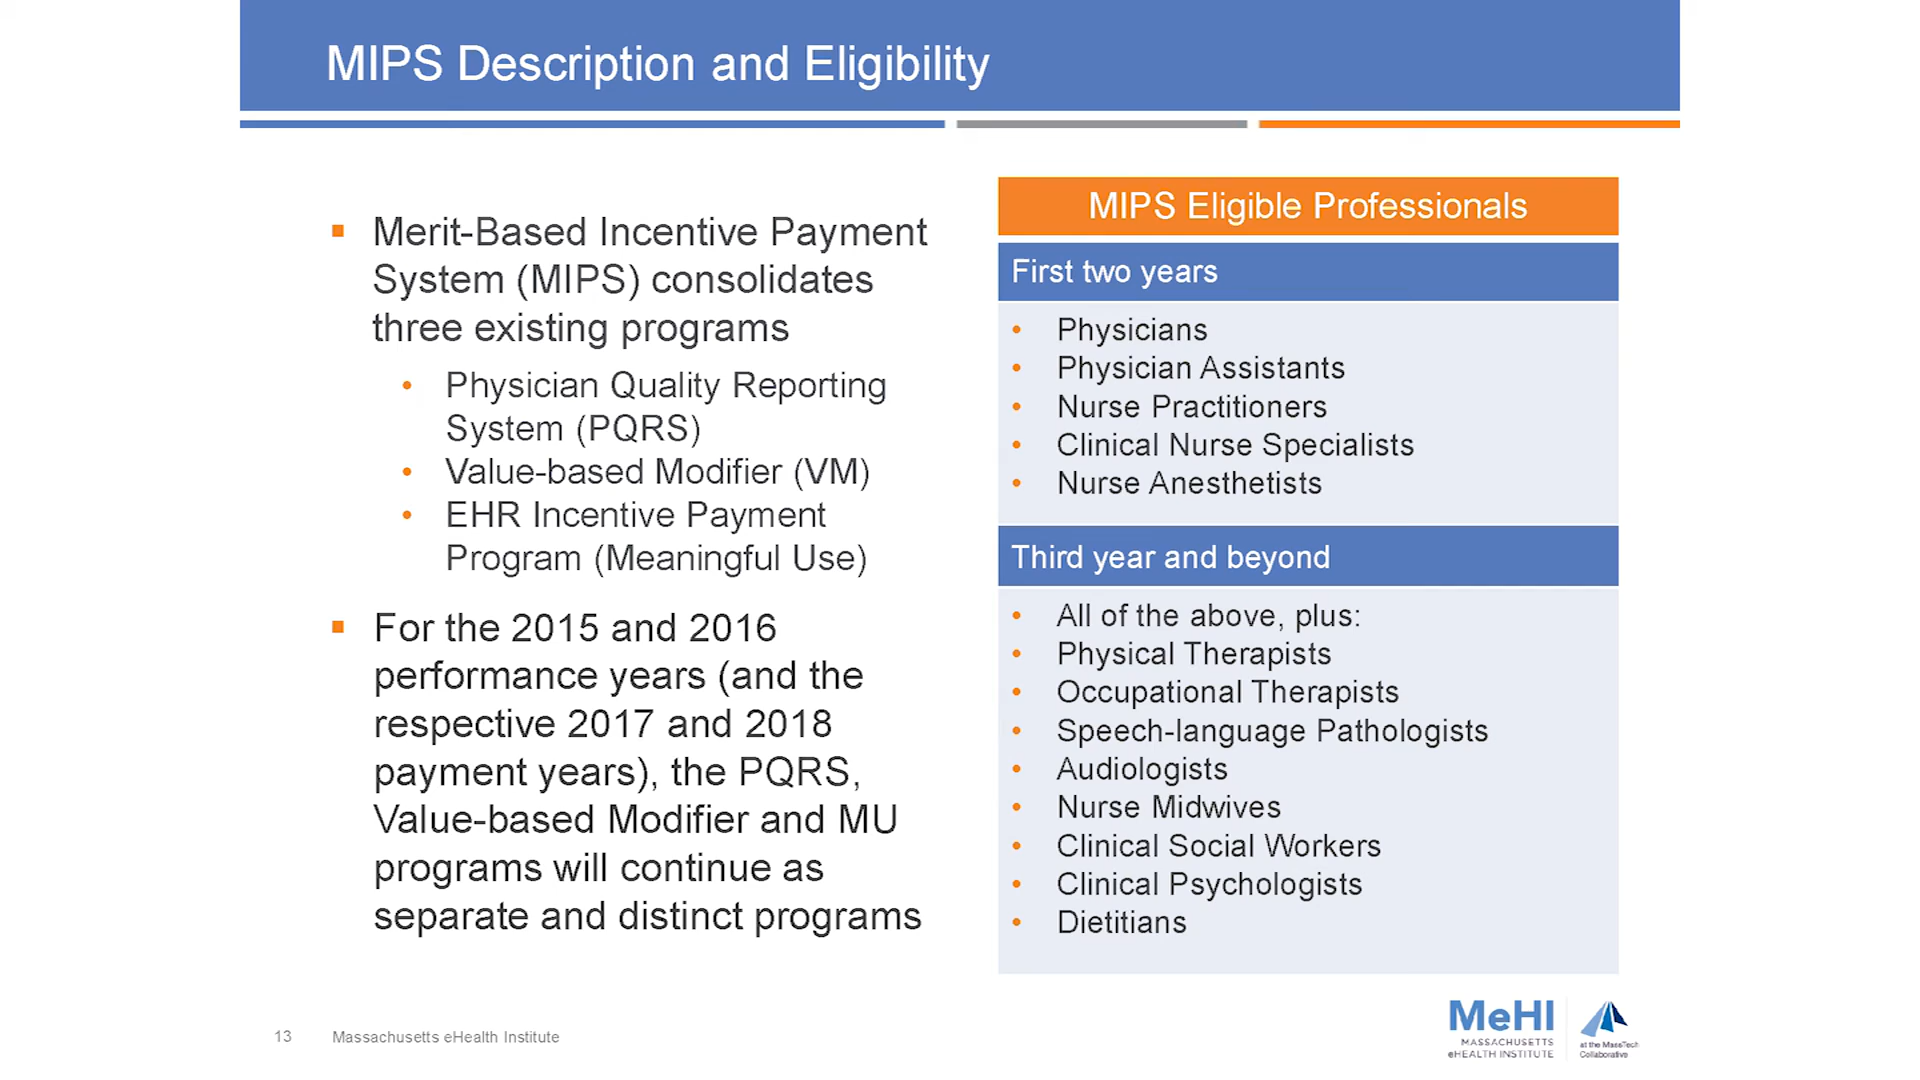 MIPS Description and Eligibility
Merit-Based Incentive Payment
System (MIPS) consolidates
three existing programs
Physician Quality Reporting
System (PQRS)
Value-based Modifier (VM)
EHR Incentive Payment
Program (Meaningful Use)
For the 2015 and 2016
performance years (and the
respective 2017 and 2018
payment years), the PQRS,
Value-based Modifier and MU
programs will continue as
separate and distinct programs
MIPS Eligible Professionals
First two years
Physicians
Physician Assistants
Nurse Practitioners
Clinical Nurse Specialists
Nurse Anesthetists
Third year and beyond
All of the above, plus:
Physical Therapists
Occupational Therapists
Speech-language Pathologists
Audiologists
Nurse Midwives
Clinical Social Workers
Clinical Psychologists
Dietitians
13 Massachusetts eHealth Institute
MeHI
MASSACHUSETTS
eHEALTH INSTITUTE
at the MassTech
Collaborative